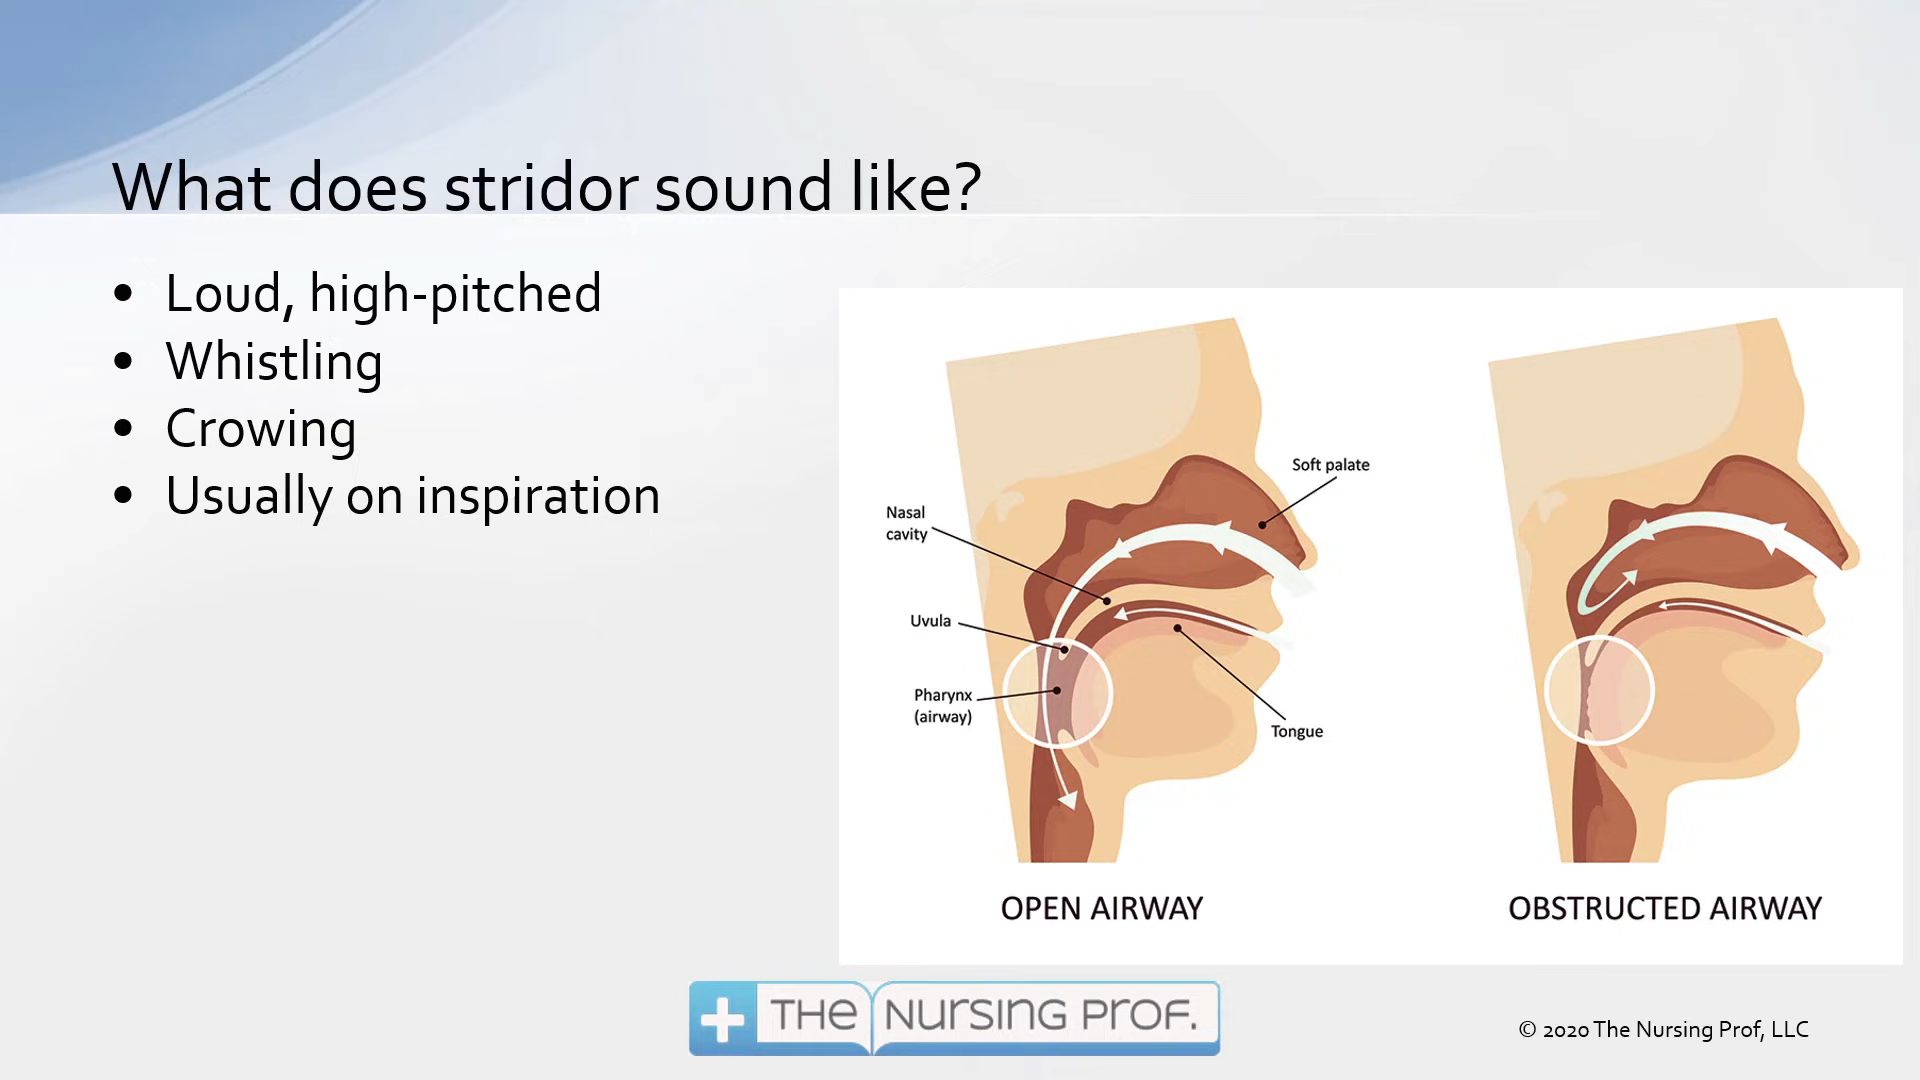 What does stridor sound like?
• Loud, high-pitched
• Whistling
• Crowing
• Usually on inspiration
Soft palate
Nasal
cavity
Uvula
Pharynx
(airway)
Tongue
OPEN AIRWAY
OBSTRUCTED AIRWAY
THE NURSING PROF.
© 2020 The Nursing Prof, LLC